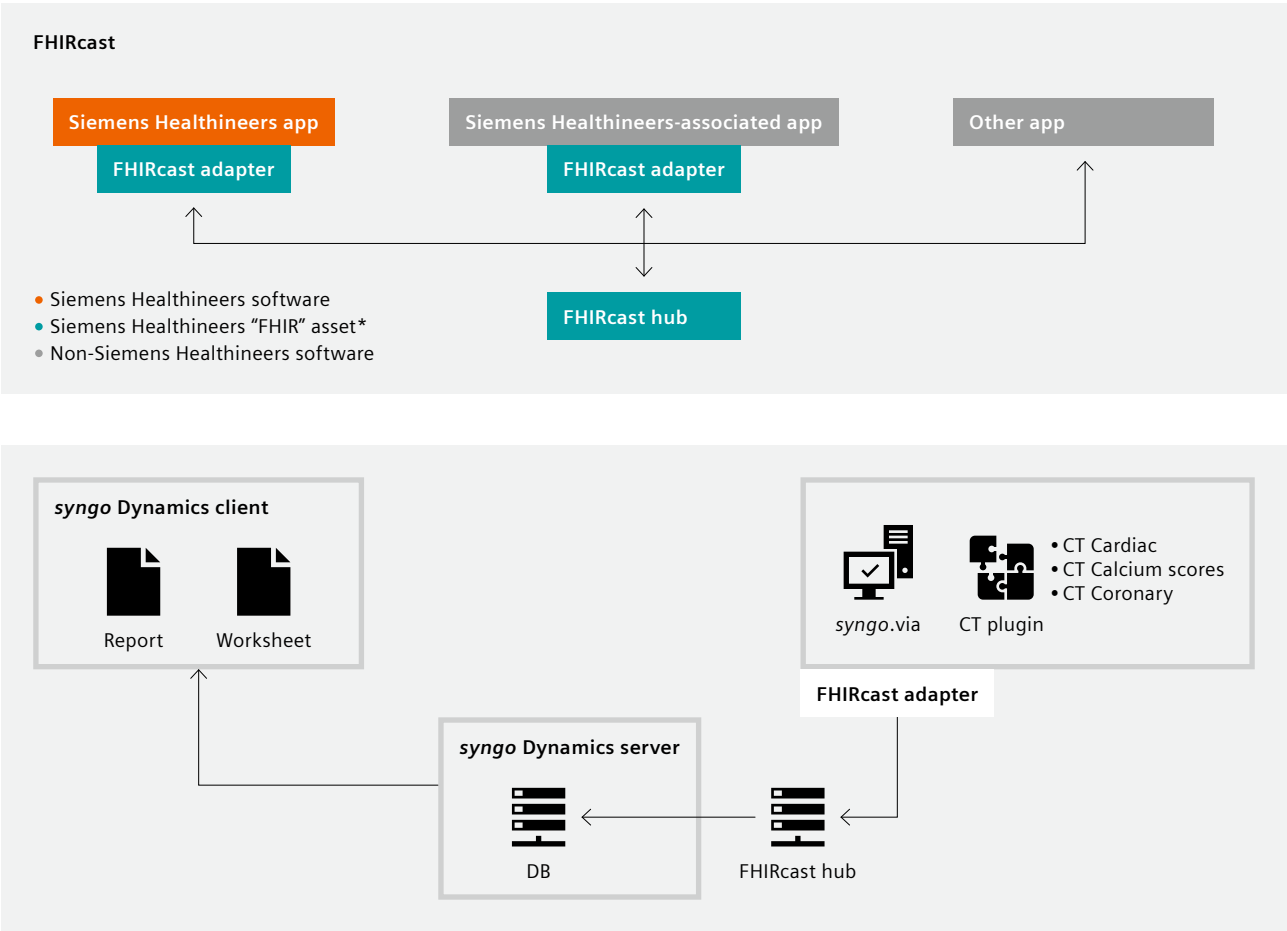 FHIRcast
Siemens Healthineers app
Siemens Healthineers-associated app
Other app
FHIRcast adapter
FHIRcast adapter
• Siemens Healthineers software
• Siemens Healthineers “FHIR” asset*
• Non-Siemens Healthineers software
FHIRcast hub
syngo Dynamics client
Report
Worksheet
syngo.via
CT plugin
• CT Cardiac
• CT Calcium scores
• CT Coronary
FHIRcast adapter
syngo Dynamics server
DB
FHIRcast hub